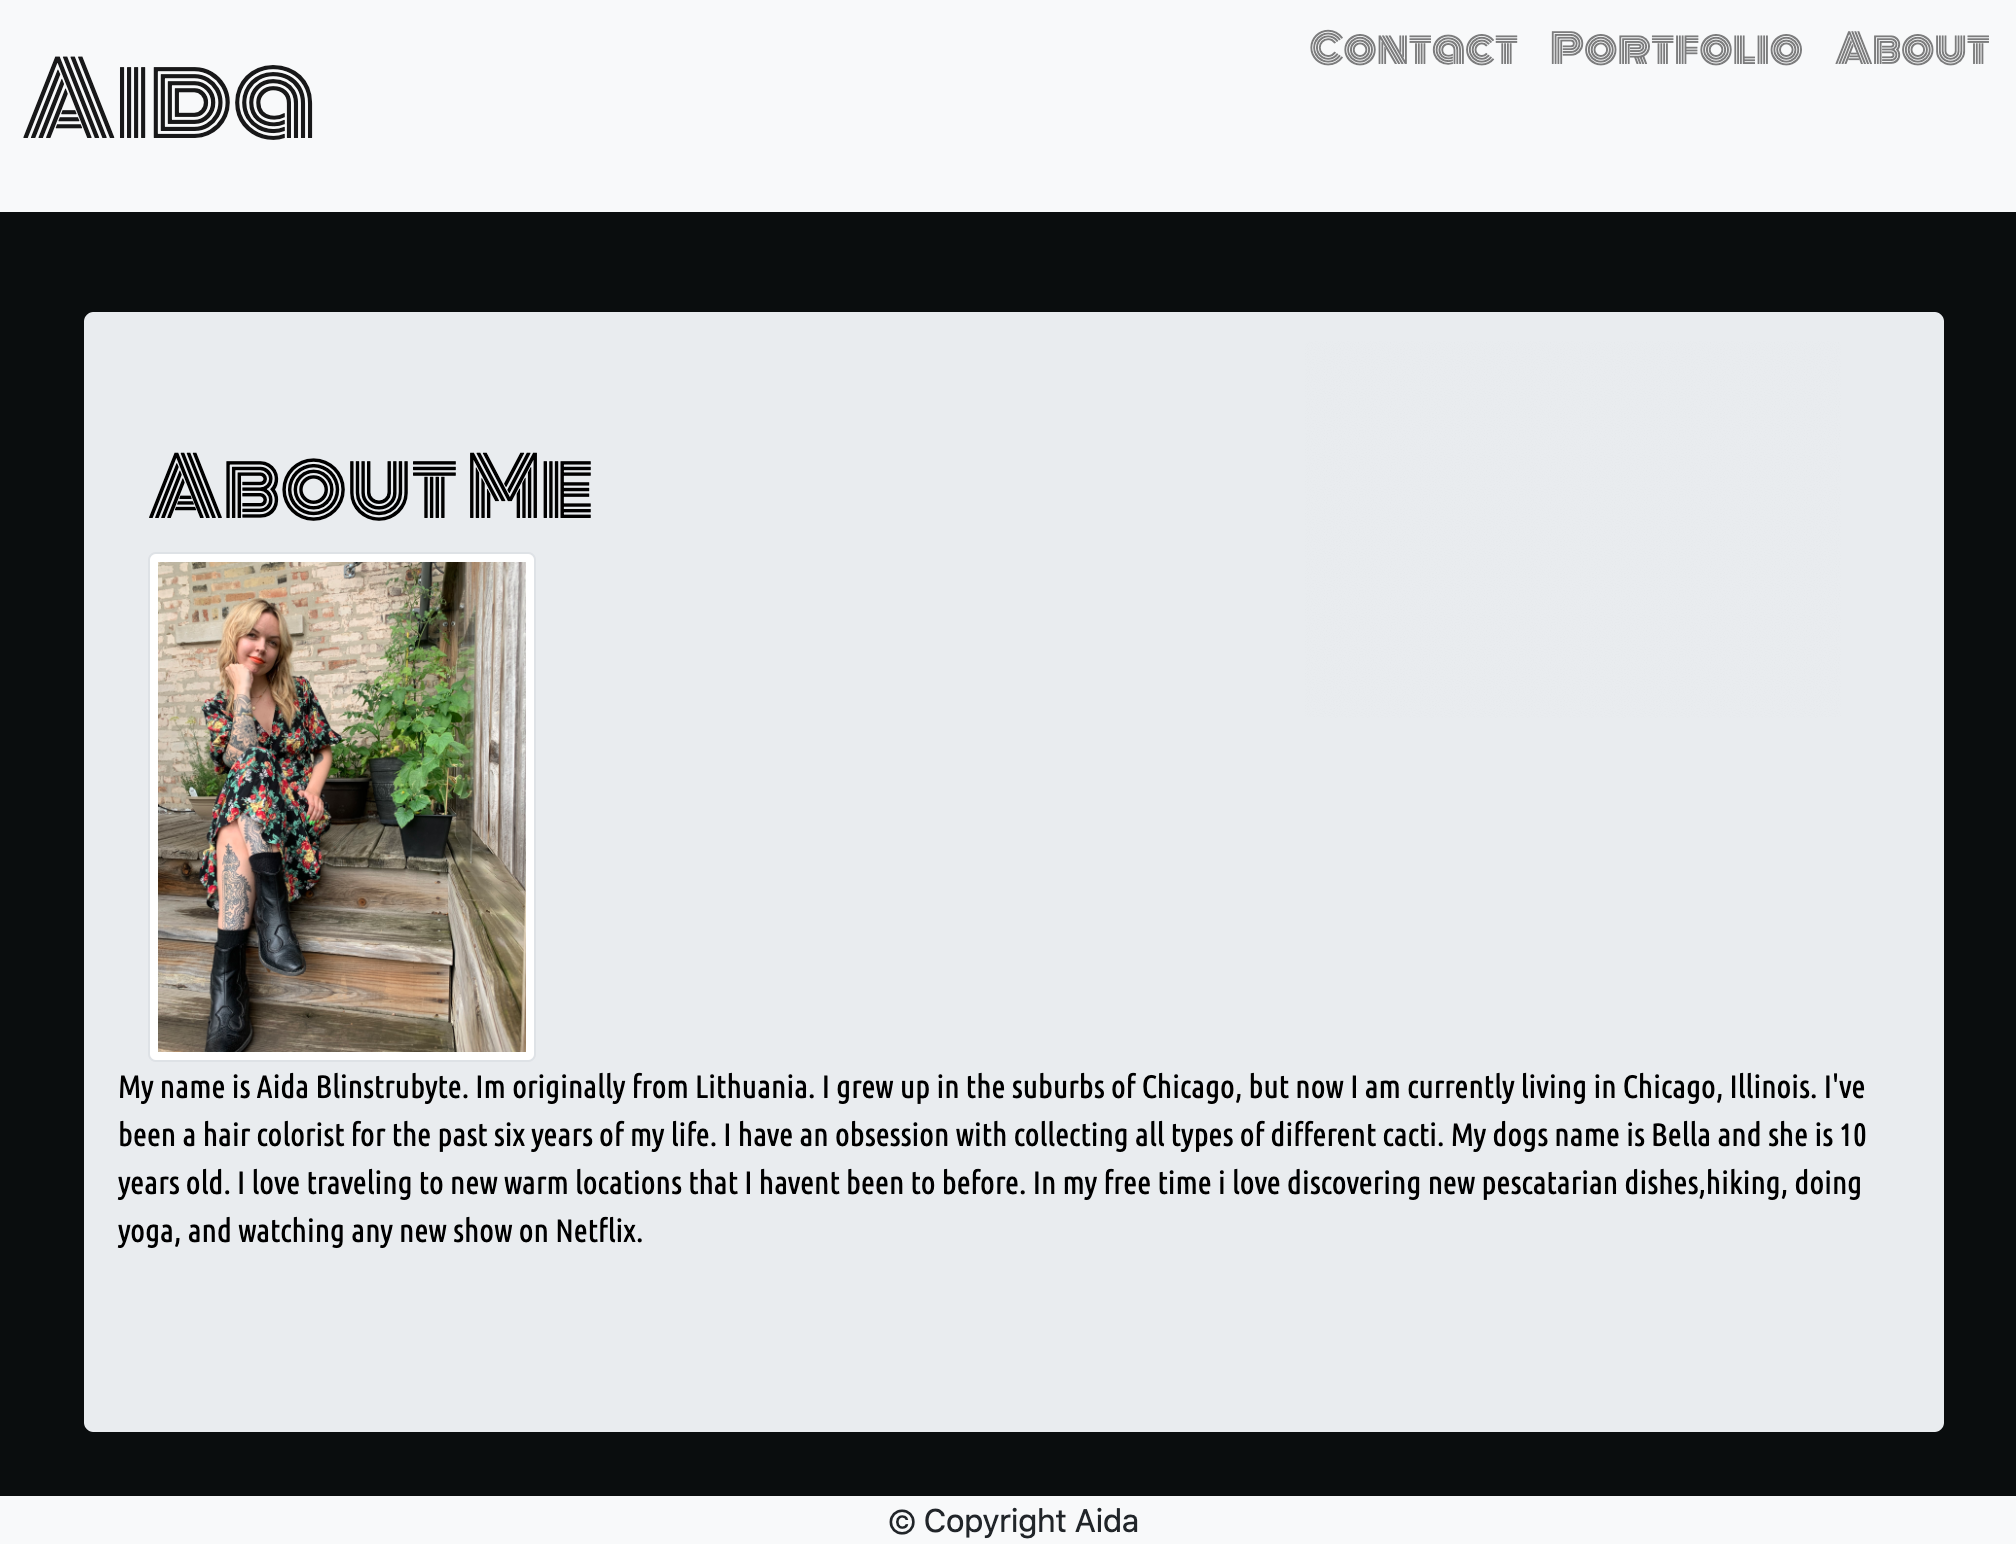 Aida
Contact Portfolio About
About Me
My name is Aida Blinstrubyte. Im originally from Lithuania. I grew up in the suburbs of Chicago, but now I am currently living in Chicago, Illinois. I've
been a hair colorist for the past six years of my life. I have an obsession with collecting all types of different cacti. My dogs name is Bella and she is 10
years old. I love traveling to new warm locations that I havent been to before. In my free time i love discovering new pescatarian dishes,hiking, doing
yoga, and watching any new show on Netflix.
© Copyright Aida